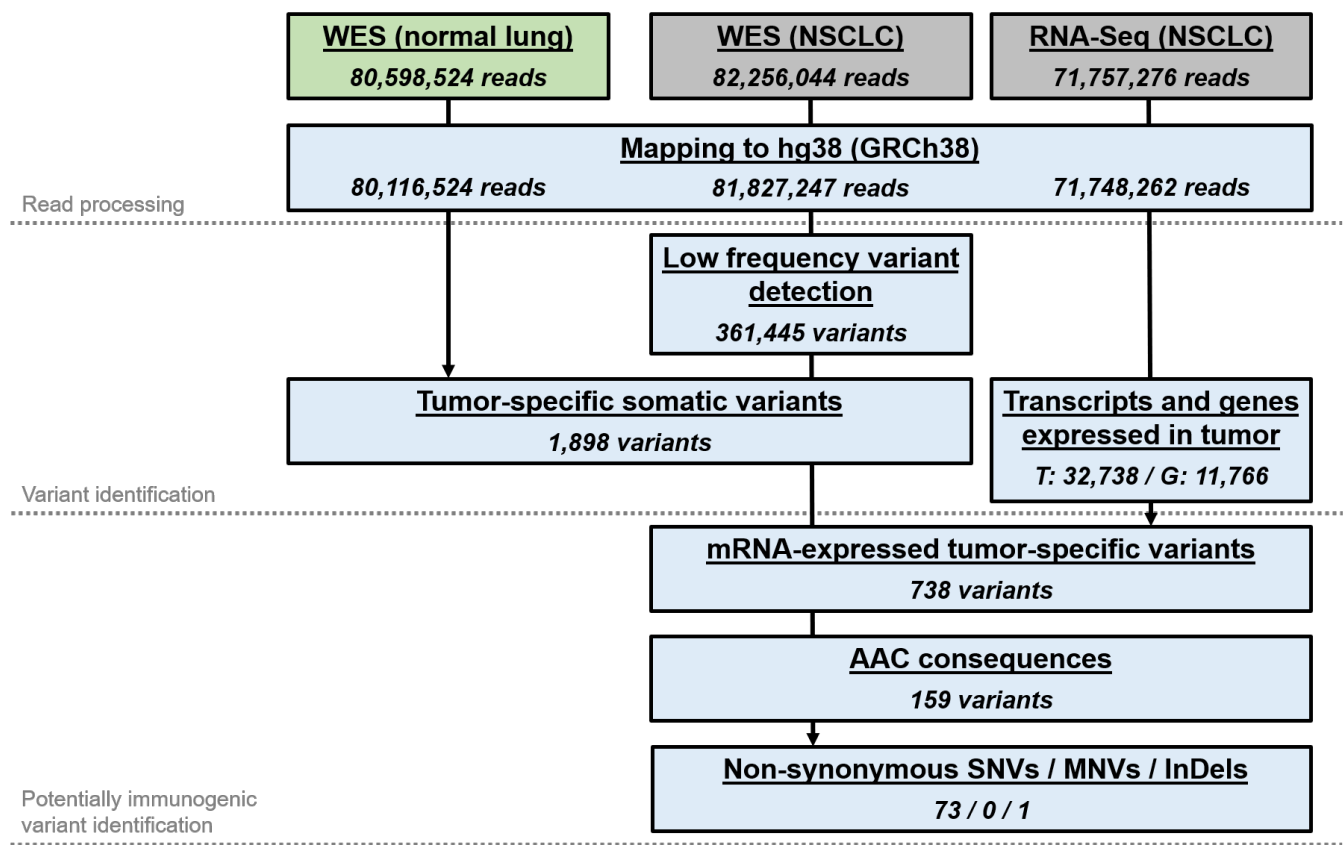 WES (normal lung)
80,598,524 reads
WES (NSCLC)
82,256,044 reads
RNA-Seq (NSCLC)
71,757,276 reads
Mapping to hg38 (GRCh38)
80,116,524 reads
81,827,247 reads
71,748,262 reads
Read processing
Low frequency variant
detection
361,445 variants
Tumor-specific somatic variants
1,898 variants
Transcripts and genes
expressed in tumor
T: 32,738 / G: 11,766
Variant identification
mRNA-expressed tumor-specific variants
738 variants
AAC consequences
159 variants
Non-synonymous SNVs / MNVs / InDels
73 / 0 / 1
Potentially immunogenic
variant identification